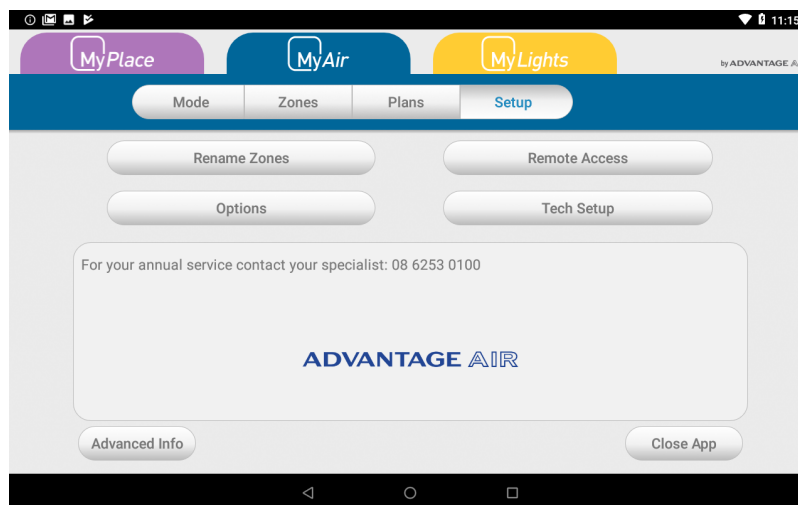 11:15
MyPlace
MyAir
MyLights
by ADVANTAGE
Mode
Zones
Plans
Setup
Rename Zones
Remote Access
Options
Tech Setup
For your annual service contact your specialist: 08 6253 0100
ADVANTAGE AIR
Advanced Info
Close App